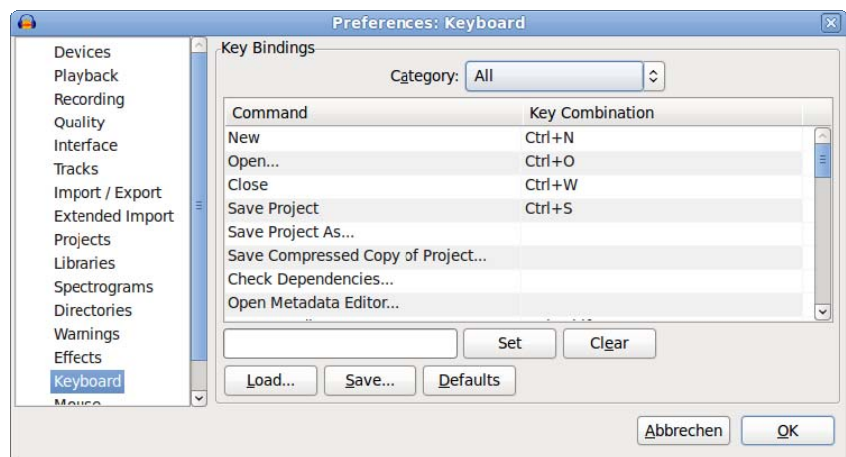 Preferences: Keyboard
Devices
Playback
Recording
Quality
Interface
Tracks
Import / Export
Extended Import
Projects
Libraries
Spectrograms
Directories
Warnings
Effects
Keyboard
Mouse
Key Bindings
Category: All
Command Key Combination
New Ctrl+N
Open... Ctrl+O
Close Ctrl+W
Save Project Ctrl+S
Save Project As...
Save Compressed Copy of Project...
Check Dependencies...
Open Metadata Editor...
Set Clear
Load... Save... Defaults
Abbrechen OK